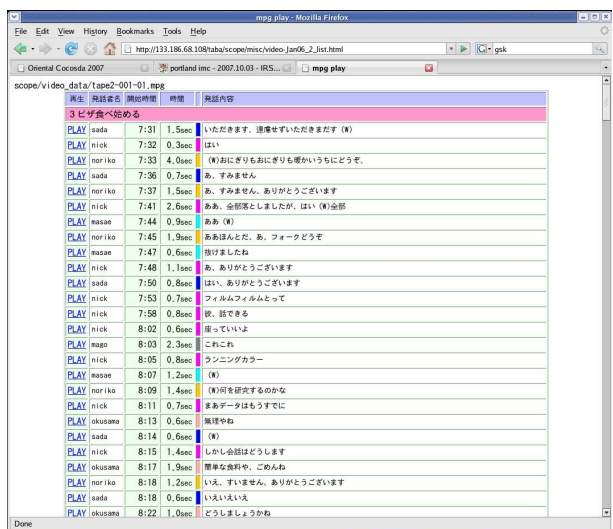 mpg play - Mozilla Firefox
File Edit View History Bookmarks Tools Help
http://133.186.68.108/taba/scope/misc/video-Jan06_2_list.html
gsk
Oriental Cocosda 2007
portland imc - 2007.10.03 - IRS...
mpg play
scope/video_data/tape2-001-01.mpg
再生 発話者名 開始時間 時間 発話内容
3 ピザ食べ始める
PLAY sada 7:31 1.5sec いただきます、遠慮せずいただきまだす (W)
PLAY nick 7:32 0.3sec はい
PLAY noriko 7:33 4.0sec (W)おにぎりもおにぎりも暖かいうちにどうぞ。
PLAY sada 7:36 0.7sec あ、すみません
PLAY noriko 7:37 1.5sec あ、すみません、ありがとうございます
PLAY nick 7:41 2.6sec ああ、全部落としましたが、はい (W)全部
PLAY masae 7:44 0.9sec ああ (W)
PLAY noriko 7:45 1.9sec ああほんとだ、あ、フォークどうぞ
PLAY masae 7:47 0.6sec 抜けましたね
PLAY nick 7:48 1.1sec あ、ありがとうございます
PLAY sada 7:50 0.8sec はい、ありがとうございます
PLAY nick 7:53 0.7sec フィルムフィルムとって
PLAY nick 7:58 0.8sec 彼、話できる
PLAY nick 8:02 0.6sec 座っていいよ
PLAY mago 8:03 2.3sec これこれ
PLAY nick 8:05 0.8sec ランニングカラー
PLAY masae 8:07 1.2sec (W)
PLAY noriko 8:09 1.4sec (W)何を研究するのかな
PLAY nick 8:11 0.7sec まあデータはもうすでに
PLAY okusama 8:13 0.6sec 無理やね
PLAY sada 8:14 0.6sec (W)
PLAY nick 8:15 1.4sec しかし会話はどうします
PLAY okusama 8:17 1.9sec 簡単な食料や、ごめんね
PLAY noriko 8:18 1.2sec いえ、すいません、ありがとうございます
PLAY sada 8:18 0.6sec いえいえいえ
PLAY okusama 8:22 1.0sec どうしましょうかね
Done